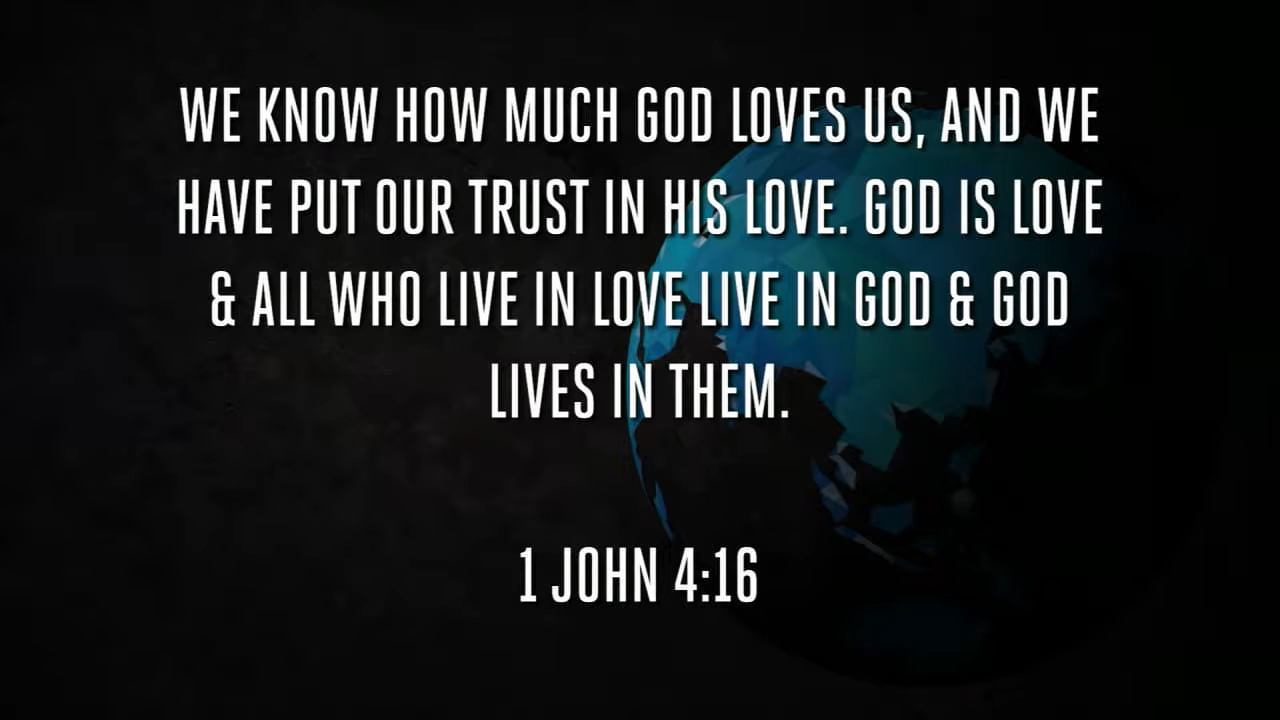 WE KNOW HOW MUCH GOD LOVES US, AND WE
HAVE PUT OUR TRUST IN HIS LOVE. GOD IS LOVE
& ALL WHO LIVE IN LOVE LIVE IN GOD & GOD
LIVES IN THEM.
1 JOHN 4:16